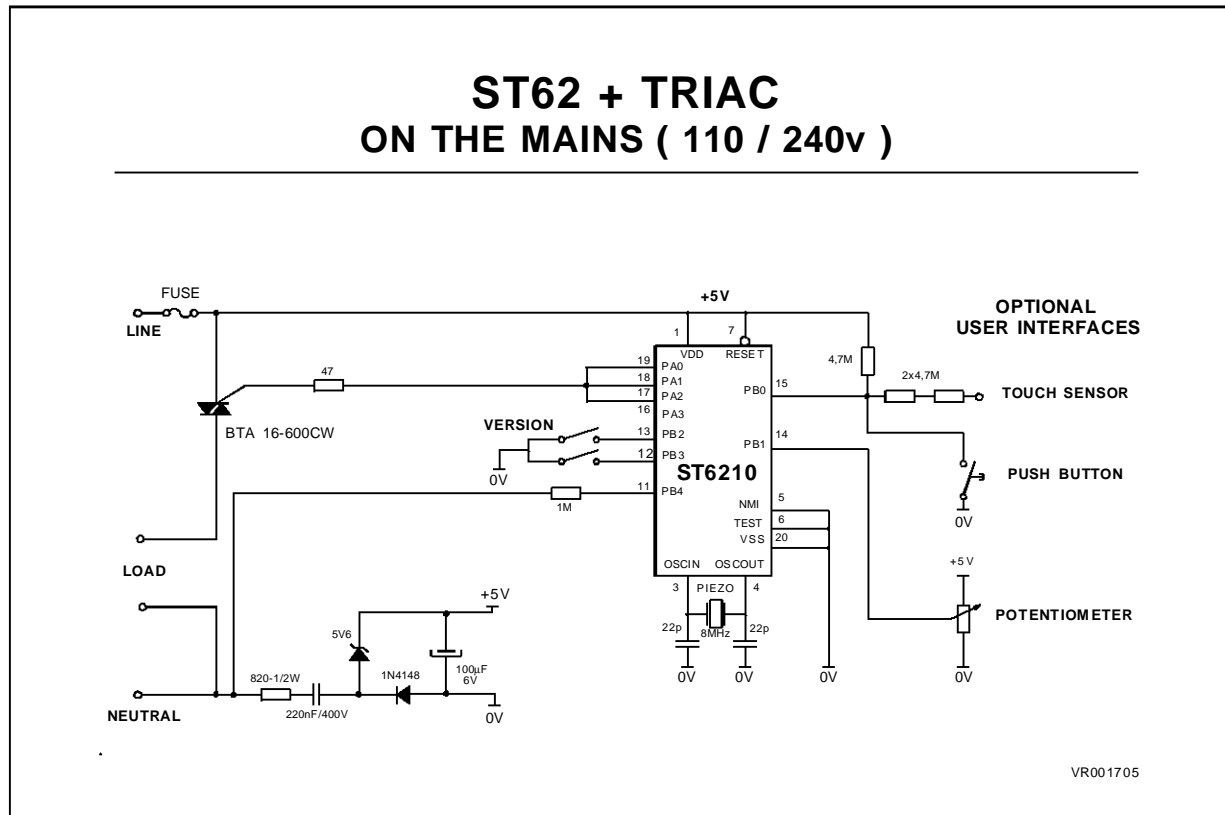 ST62 + TRIAC
ON THE MAINS ( 110 / 240v )
FUSE
LINE
+5V
OPTIONAL
USER INTERFACES
1
7
VDD
RESET
4,7M
47
19
PA0
18
PA1
17
PA2
16
PA3
PB0
15
2x4,7M
TOUCH SENSOR
BTA 16-600CW
VERSION
13
PB2
12
PB3
0V
PB1
14
ST6210
PUSH BUTTON
0V
11
PB4
1M
NMI
5
TEST
6
VSS
20
LOAD
OSCIN
OSCOUT
3
PIEZO
4
8MHz
22p
22p
0V
0V
0V
+5V
POTENTIOMETER
0V
+5V
5V6
100µF
6V
1N4148
820-1/2W
220nF/400V
0V
NEUTRAL
VR001705